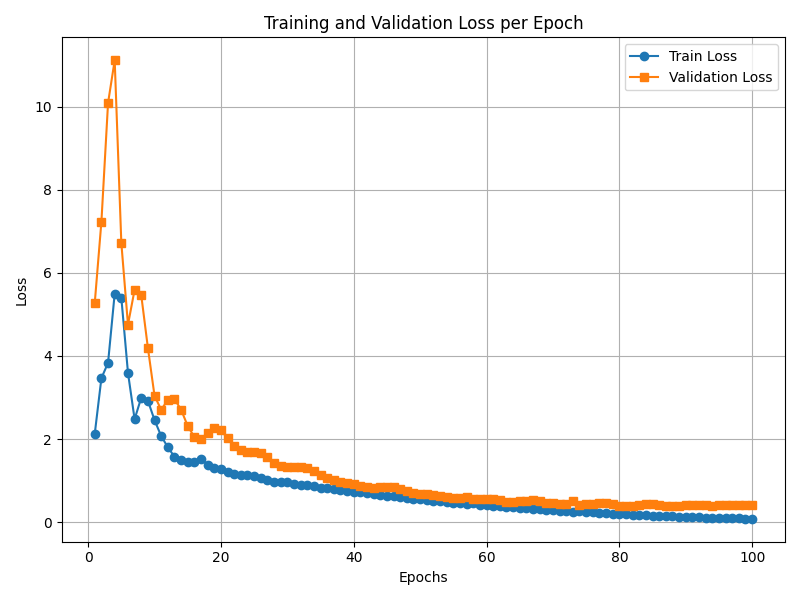 Training and Validation Loss per Epoch
Train Loss
Validation Loss
10
8
6
4
2
0
Loss
0 20 40 60 80 100
Epochs